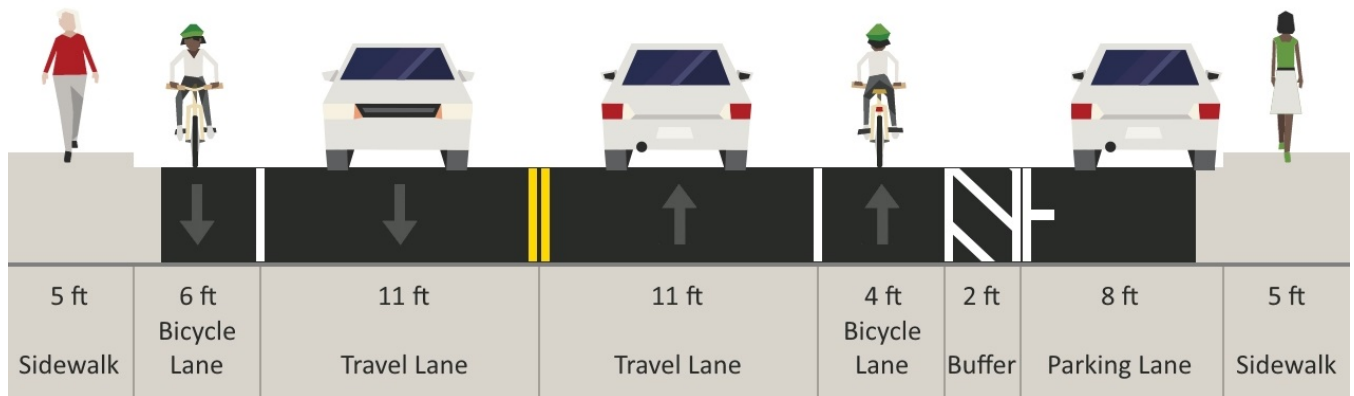 5 ft
Sidewalk
6 ft
Bicycle
Lane
11 ft
Travel Lane
11 ft
Travel Lane
4 ft
Bicycle
Lane
2 ft
Buffer
8 ft
Parking Lane
5 ft
Sidewalk